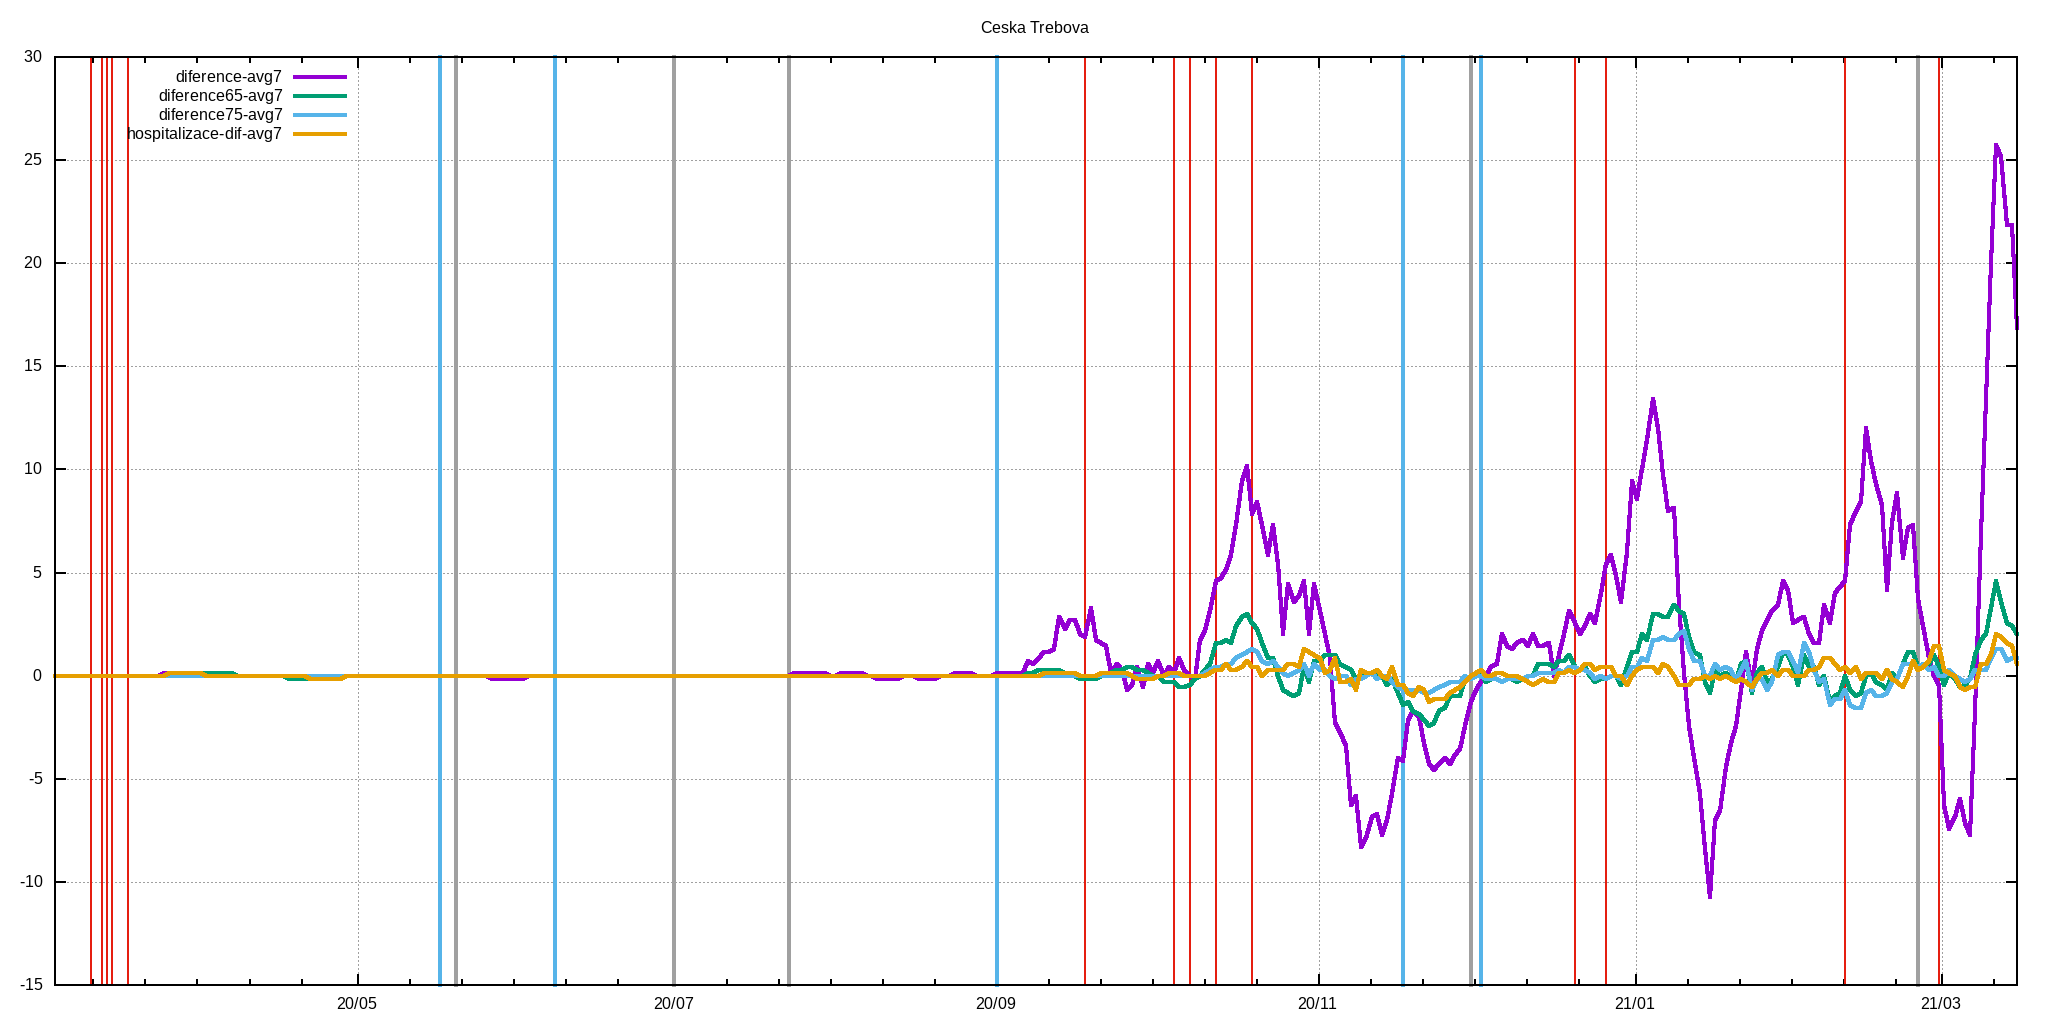 Ceska Trebova
30
25
20
15
10
5
0
-5
-10
-15
diference-avg7
diference65-avg7
diference75-avg7
hospitalizace-dif-avg7
20/05 20/07 20/09 20/11 21/01 21/03